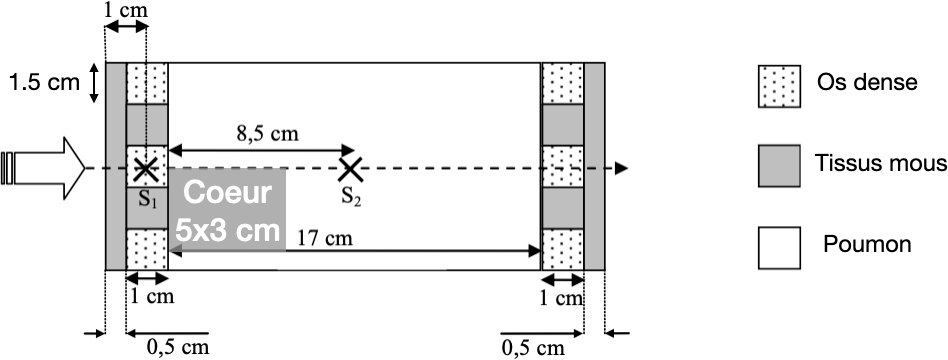 1 cm
1.5 cm
Os dense
8,5 cm
Tissus mous
S1
S2
Coeur
5x3 cm
17 cm
Poumon
1 cm
1 cm
0,5 cm
0,5 cm